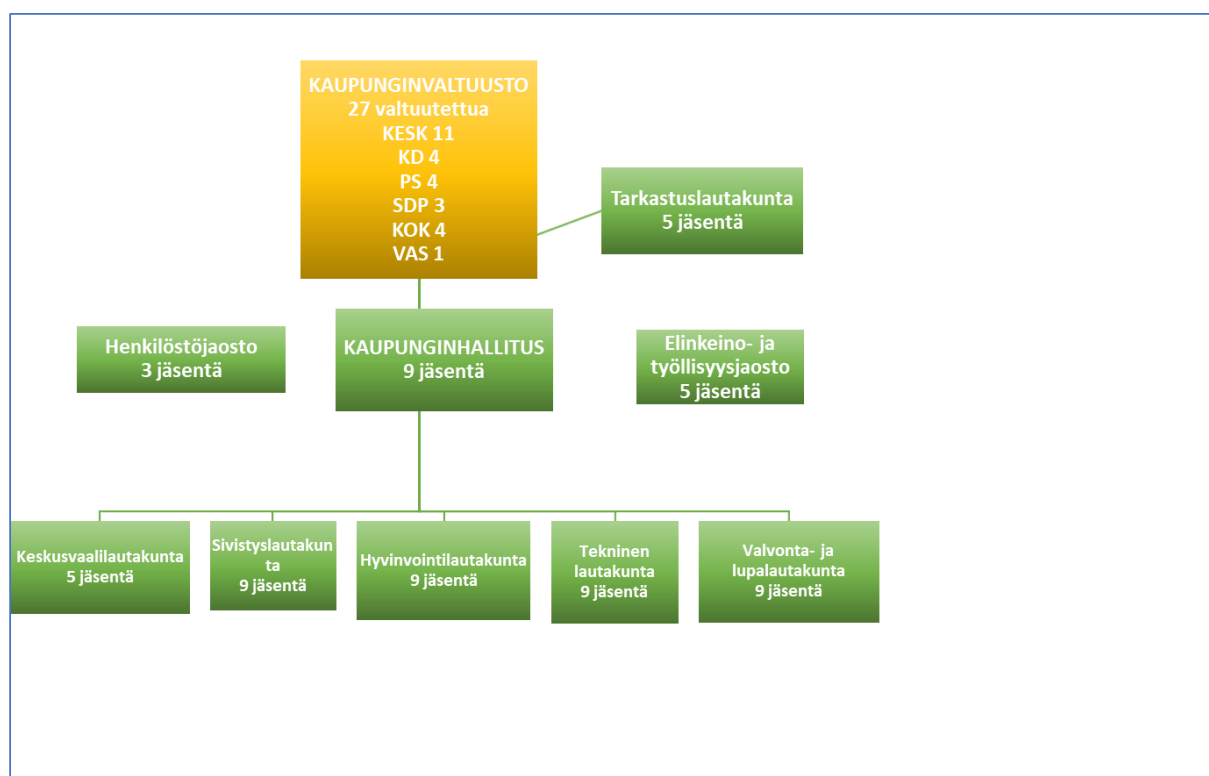 KAUPUNGINVALTUUSTO
27 valtuutettua
KESK 11
KD 4
PS 4
SDP 3
KOK 4
VAS 1
Tarkastuslautakunta
5 jäsentä
Henkilöstöjaosto
3 jäsentä
KAUPUNGINHALLITUS
9 jäsentä
Elinkeino- ja
työllisyysjaosto
5 jäsentä
Keskusvaalilautakunta
5 jäsentä
Sivistyslautakun
ta
9 jäsentä
Hyvinvointilautakunta
9 jäsentä
Tekninen
lautakunta
9 jäsentä
Valvonta- ja
lupalautakunta
9 jäsentä